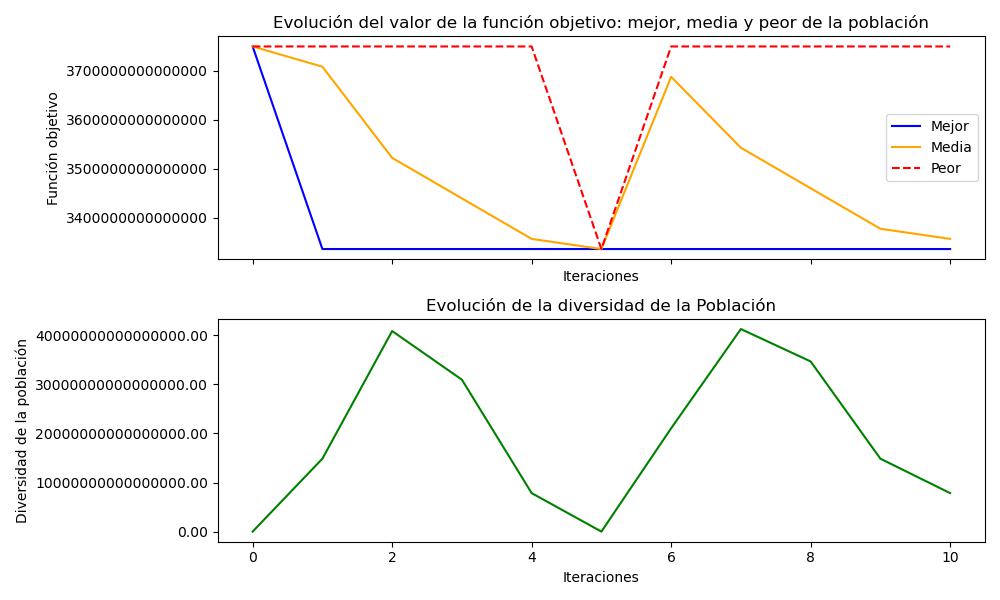 Evolución del valor de la función objetivo: mejor, media y peor de la población
Función objetivo
3700000000000000
3600000000000000
3500000000000000
3400000000000000
Mejor
Media
Peor
Iteraciones
Evolución de la diversidad de la Población
Diversidad de la población
40000000000000000.00
30000000000000000.00
20000000000000000.00
10000000000000000.00
0.00
0 2 4 6 8 10
Iteraciones